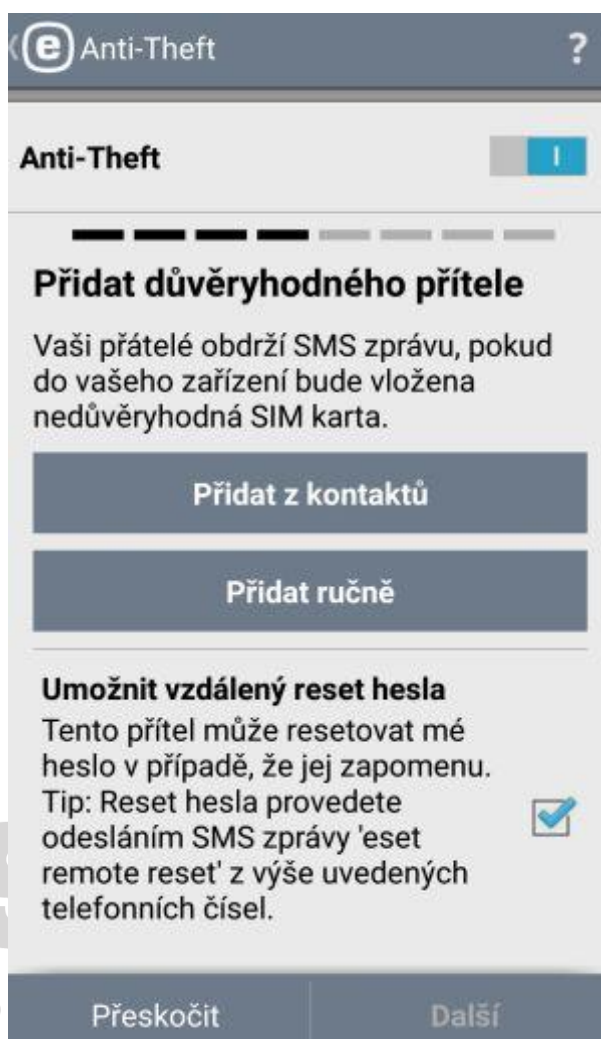 e Anti-Theft ?
Anti-Theft
Přidat důvěryhodného přítele
Vaši přátelé obdrží SMS zprávu, pokud
do vašeho zařízení bude vložena
nedůvěryhodná SIM karta.
Přidat z kontaktů
Přidat ručně
Umožnit vzdálený reset hesla
Tento přítel může resetovat mé
heslo v případě, že jej zapomenu.
Tip: Reset hesla provedete
odesláním SMS zprávy 'eset
remote reset' z výše uvedených
telefonních čísel.
Přeskočit
Další